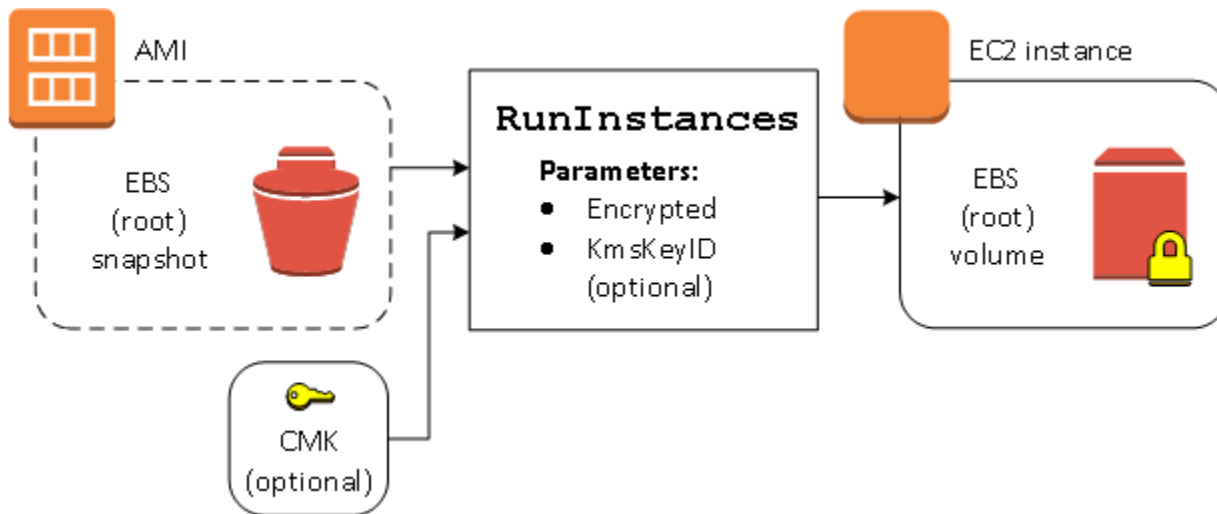 AMI
EBS
(root)
snapshot
CMK
(optional)
RunInstances
Parameters:
● Encrypted
● KmsKeyID
(optional)
EC2 instance
EBS
(root)
volume